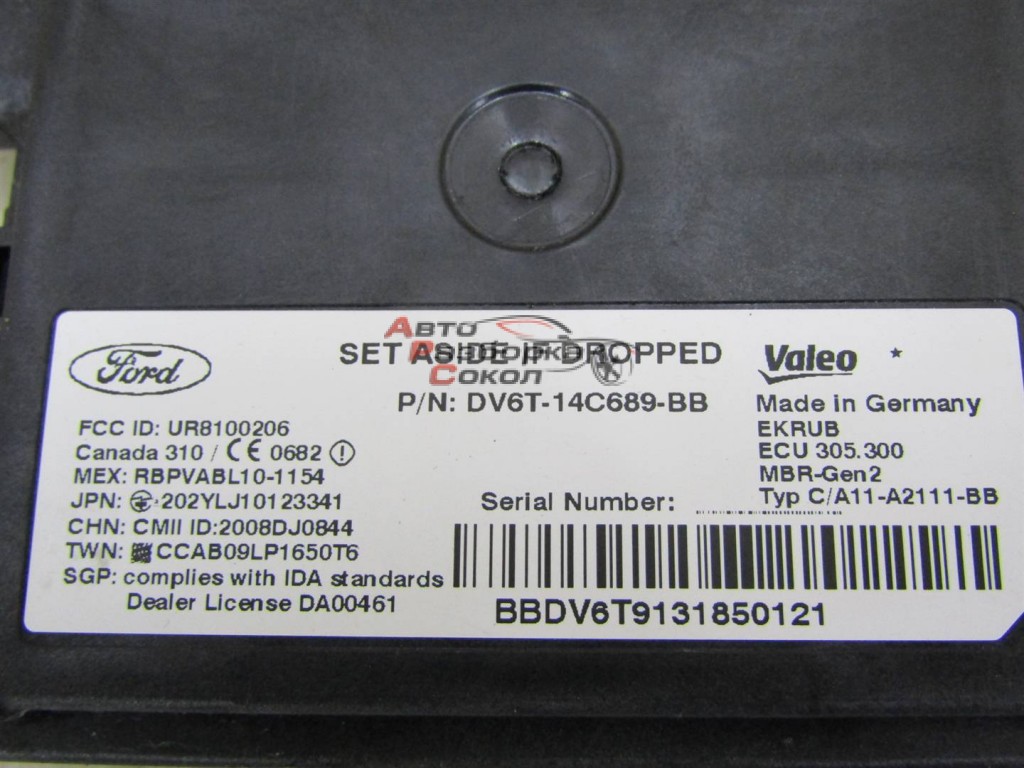 Ford
SET ASIDE IF DROPPED
Авто
Разборка
Сокол
Valeo *
P/N: DV6T-14C689-BB
FCC ID: UR8100206
Canada 310 / CE 0682
MEX: RBPVABL10-1154
JPN: 202YLJ10123341
CHN: CMII ID:2008DJ0844
TWN: CCAB09LP1650T6
SGP: complies with IDA standards
Dealer License DA00461
Made in Germany
EKRUB
ECU 305.300
MBR-Gen2
Typ C/A11-A2111-BB
Serial Number:
BBDV6T9131850121